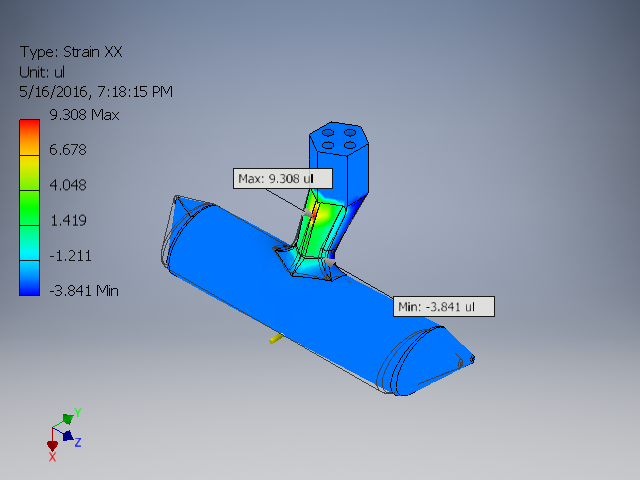 Type: Strain XX
Unit: ul
5/16/2016, 7:18:15 PM
9.308 Max
6.678
4.048
1.419
-1.211
-3.841 Min
Max: 9.308 ul
Min: -3.841 ul
Y
Z
X